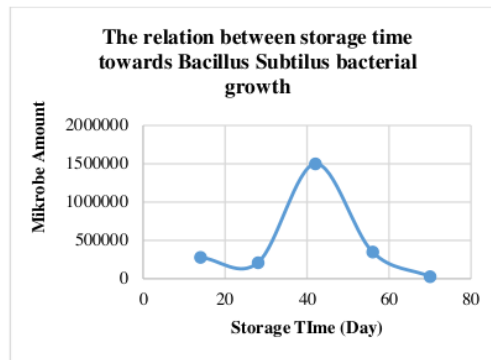 The relation between storage time
towards Bacillus Subtilus bacterial
growth
2000000
1500000
1000000
500000
0
Mikrobe Amount
0 20 40 60 80
Storage TIme (Day)